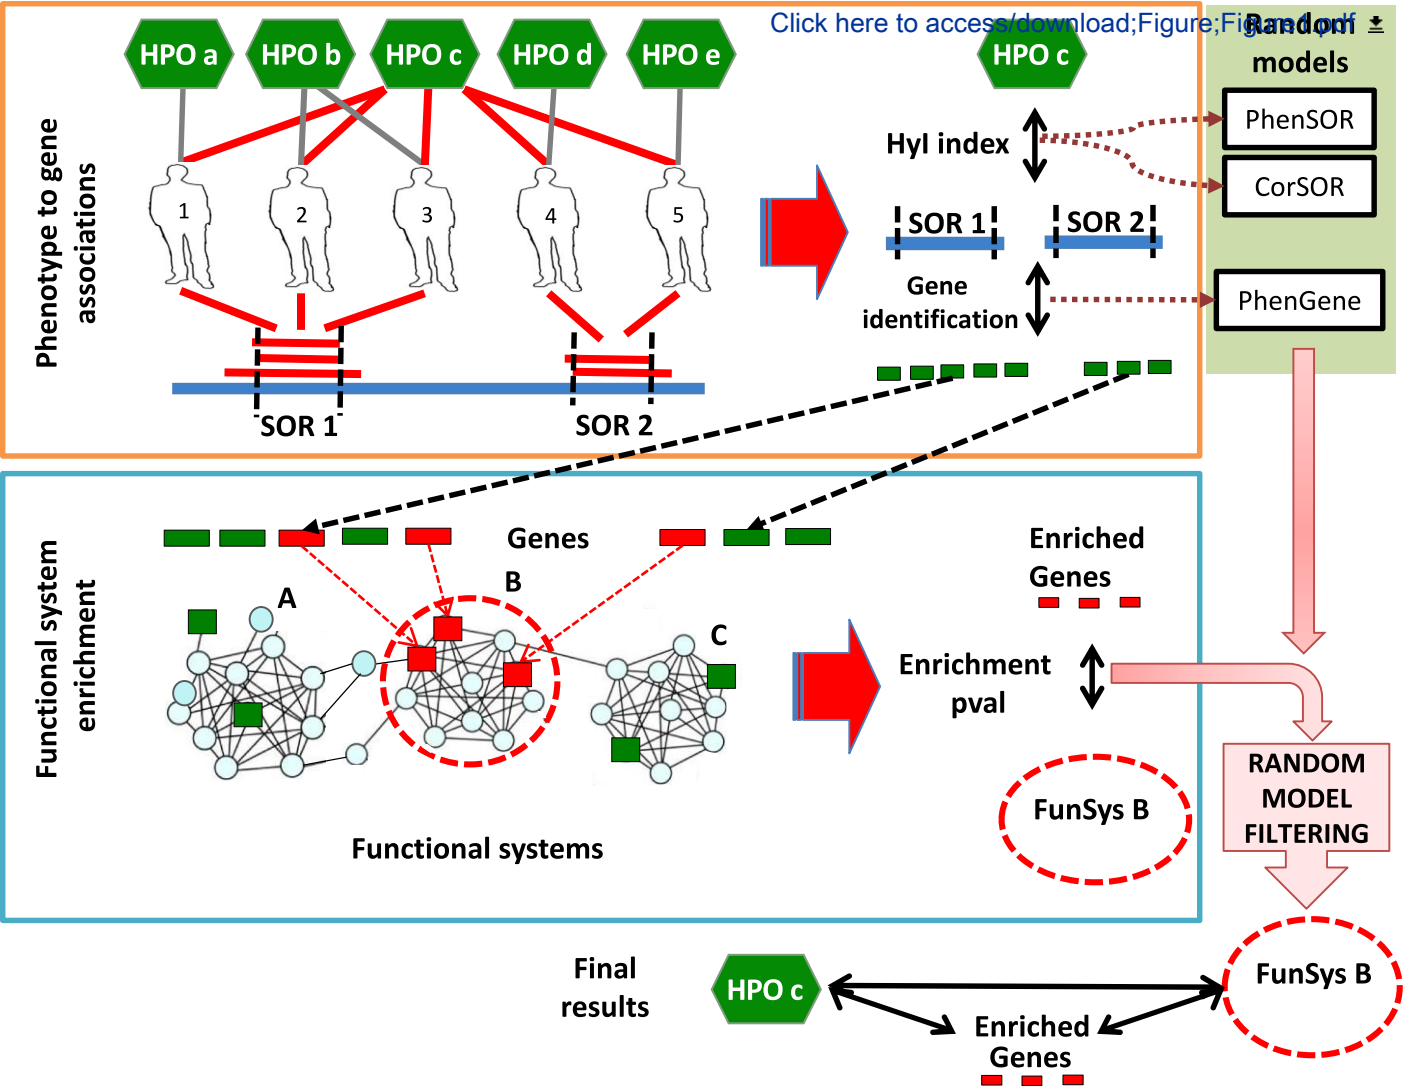 Click here to access/download;Figure;Figure1.pdf
Random
models
HPO a
HPO b
HPO c
HPO d
HPO e
HPO c
Phenotype to gene
associations
1
2
3
4
5
SOR 1
SOR 2
HyI index
SOR 1
SOR 2
Gene
identification
PhenSOR
CorSOR
PhenGene
Functional system
enrichment
Genes
A
B
C
Functional systems
Enriched
Genes
Enrichment
pval
FunSys B
RANDOM
MODEL
FILTERING
Final
results
HPO c
Enriched
Genes
FunSys B